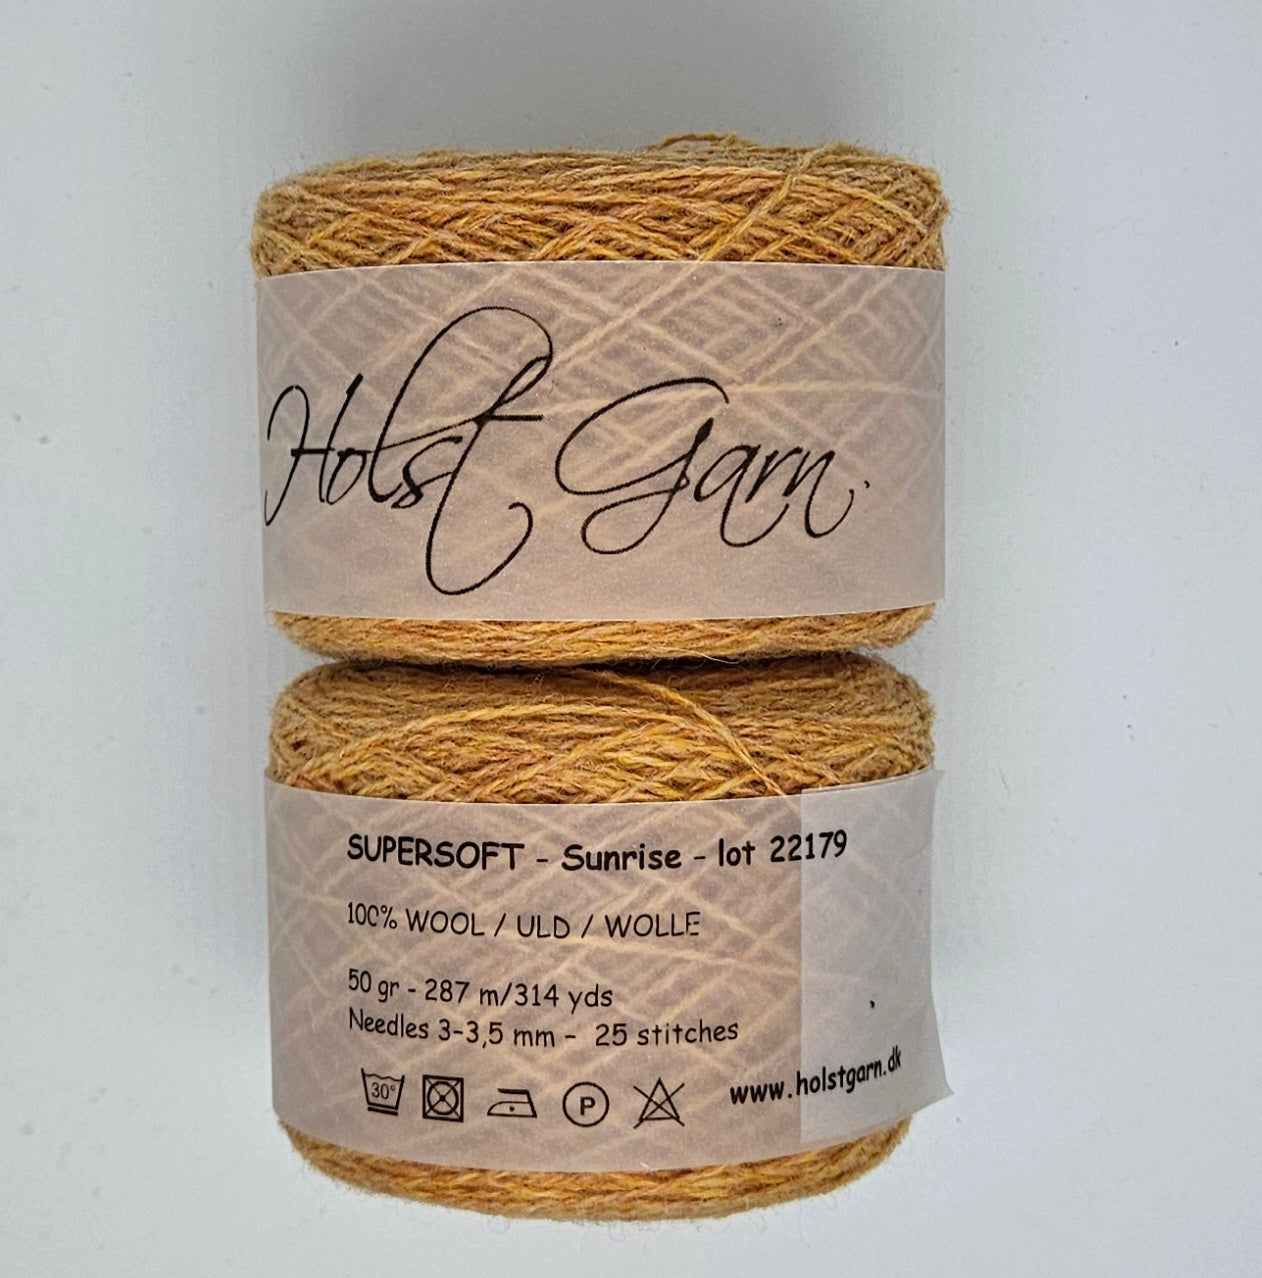 Holst Garn
SUPERSOFT - Sunrise - lot 22179
100% WOOL / ULD / WOLLE
50 gr - 287 m/314 yds
Needles 3-3,5 mm - 25 stitches
30° P www.holstgarn.dk